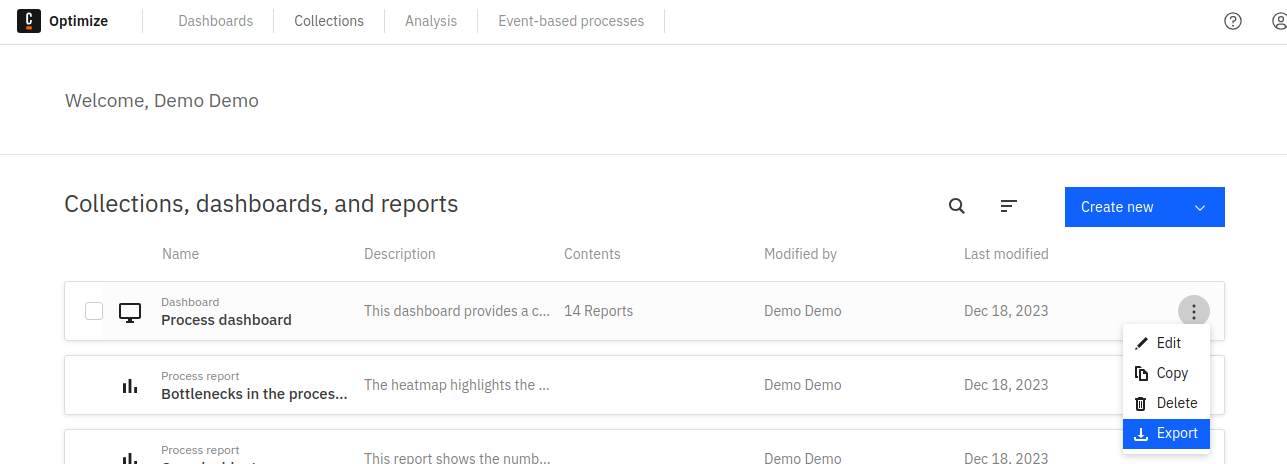 C Optimize Dashboards Collections Analysis Event-based processes
Welcome, Demo Demo
Collections, dashboards, and reports
Create new
Name Description Contents Modified by Last modified
Dashboard
Process dashboard This dashboard provides a c... 14 Reports Demo Demo Dec 18, 2023
Edit
Copy
Delete
Export
Process report
Bottlenecks in the proces... The heatmap highlights the ... Demo Demo Dec 18, 2023
Process report
This report shows the numb... Demo Demo Dec 18, 2023